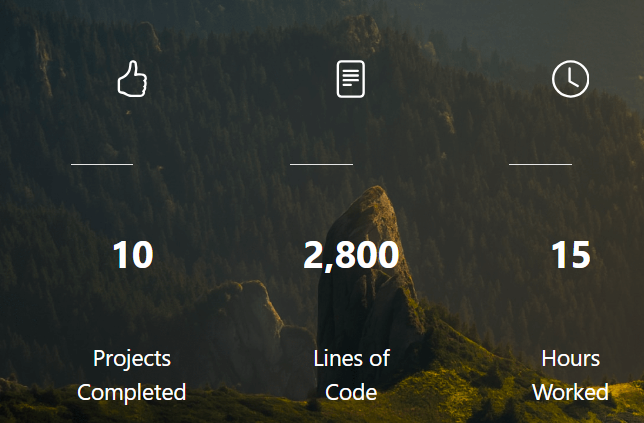 10
Projects
Completed
2,800
Lines of
Code
15
Hours
Worked